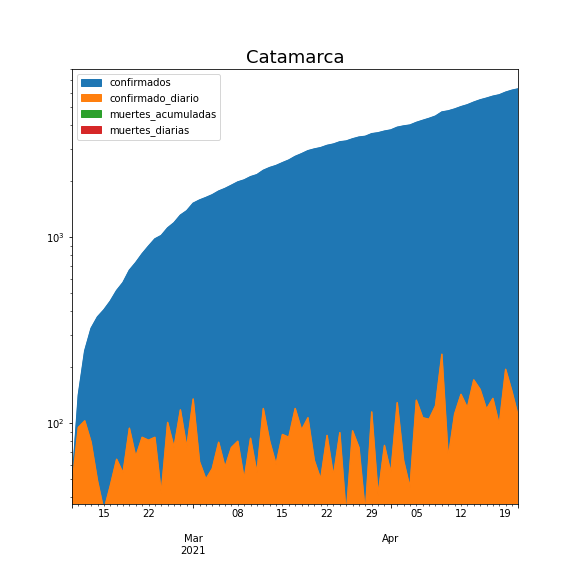 Catamarca
confirmados
confirmado_diario
muertes_acumuladas
muertes_diarias
10³
10²
15 22 08 15 22 29 05 12 19
Mar Apr
2021